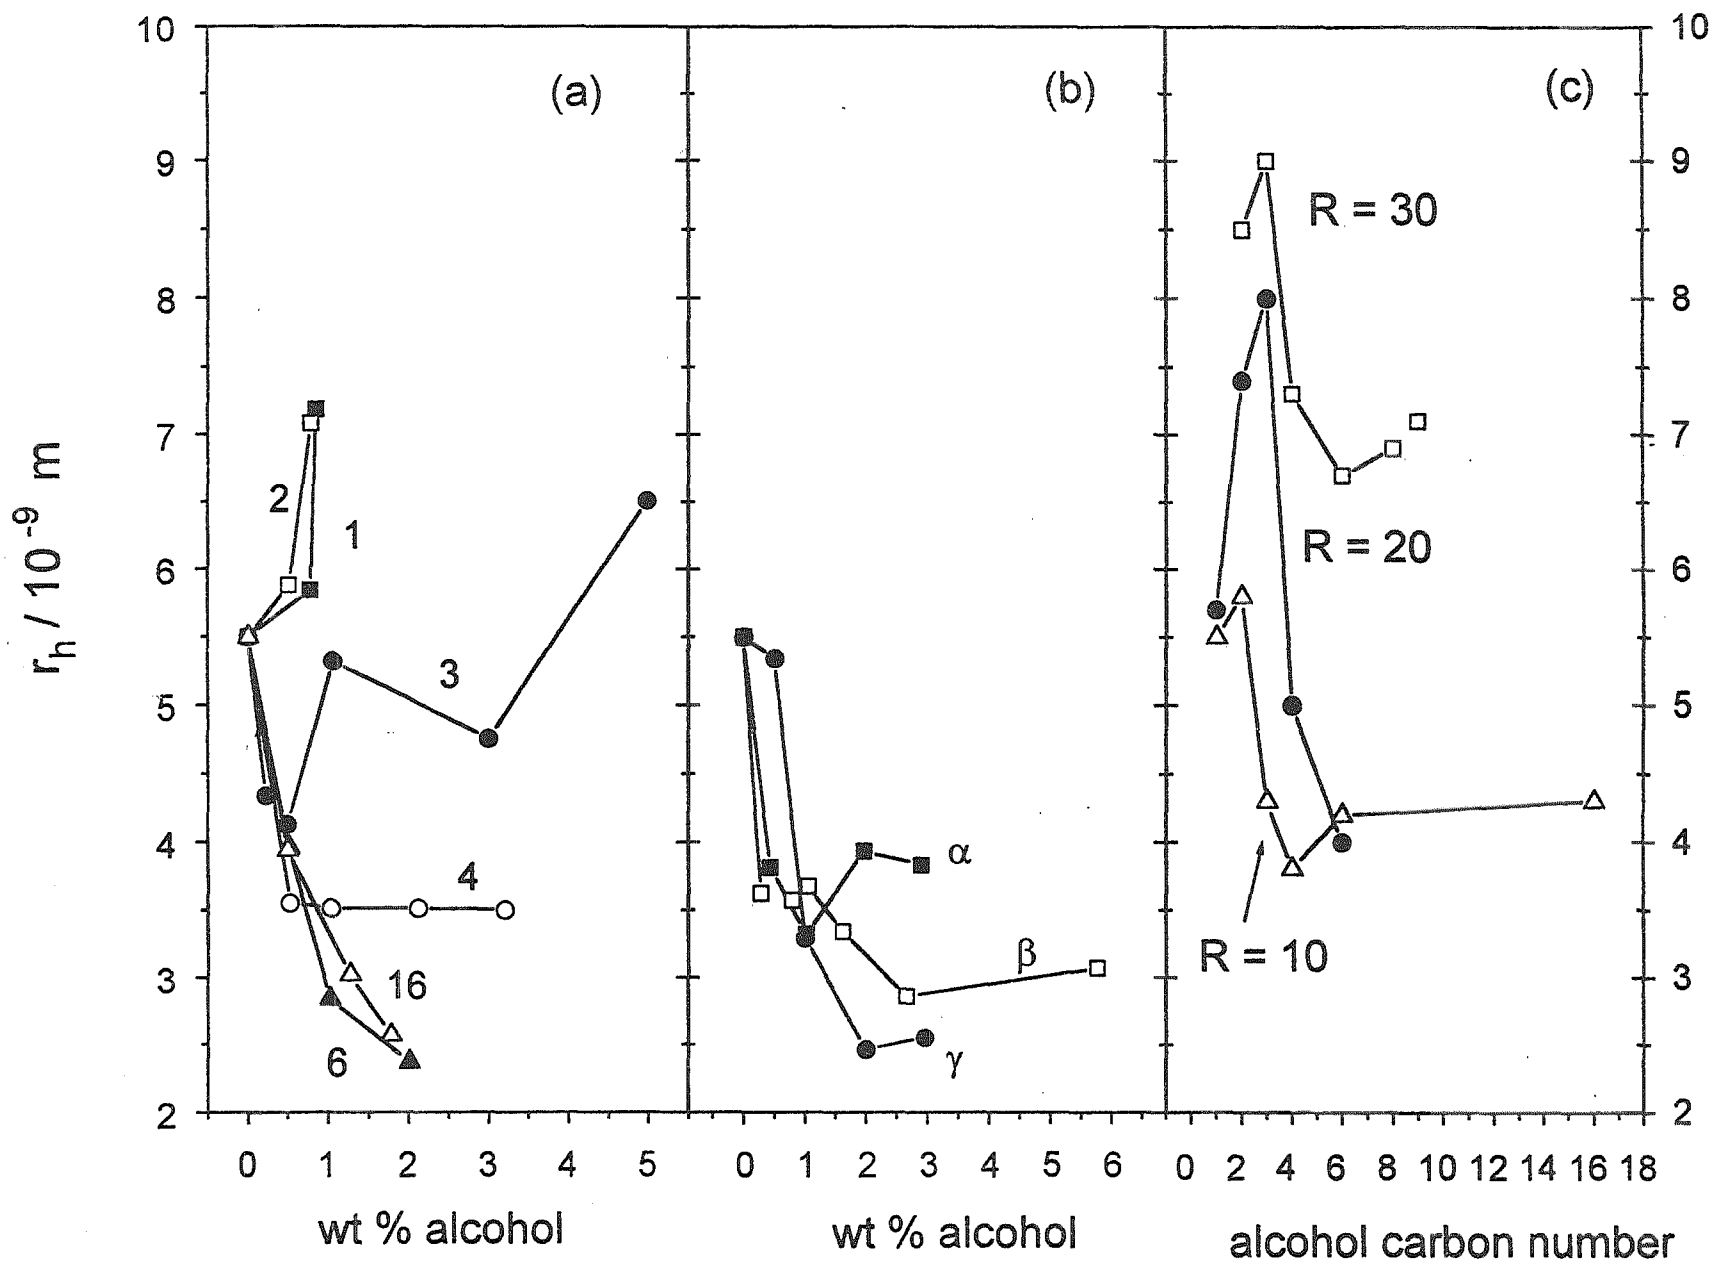 10
9
8
7
6
5
4
3
2
r_h / 10^-9 m
(a)
2
1
3
4
16
6
0 1 2 3 4 5
wt % alcohol
(b)
α
β
γ
0 1 2 3 4 5 6
wt % alcohol
(c)
R = 30
R = 20
R = 10
0 2 4 6 8 10 12 14 16 18
alcohol carbon number
10
9
8
7
6
5
4
3
2